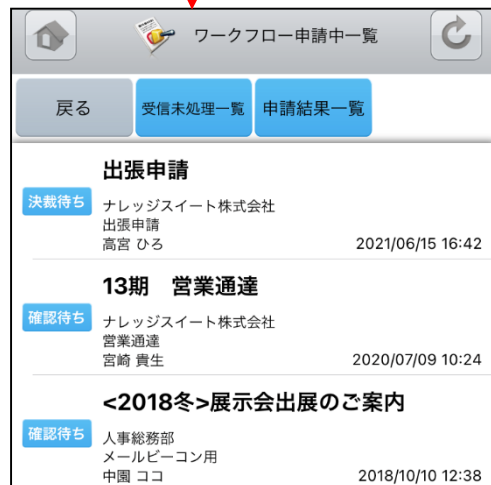 ワークフロー申請中一覧
戻る
受信未処理一覧
申請結果一覧
出張申請
決裁待ち
ナレッジスイート株式会社
出張申請
高宮 ひろ
2021/06/15 16:42
13期　営業通達
確認待ち
ナレッジスイート株式会社
営業通達
宮崎 貴生
2020/07/09 10:24
<2018冬>展示会出展のご案内
確認待ち
人事総務部
メールビーコン用
中園 ココ
2018/10/10 12:38